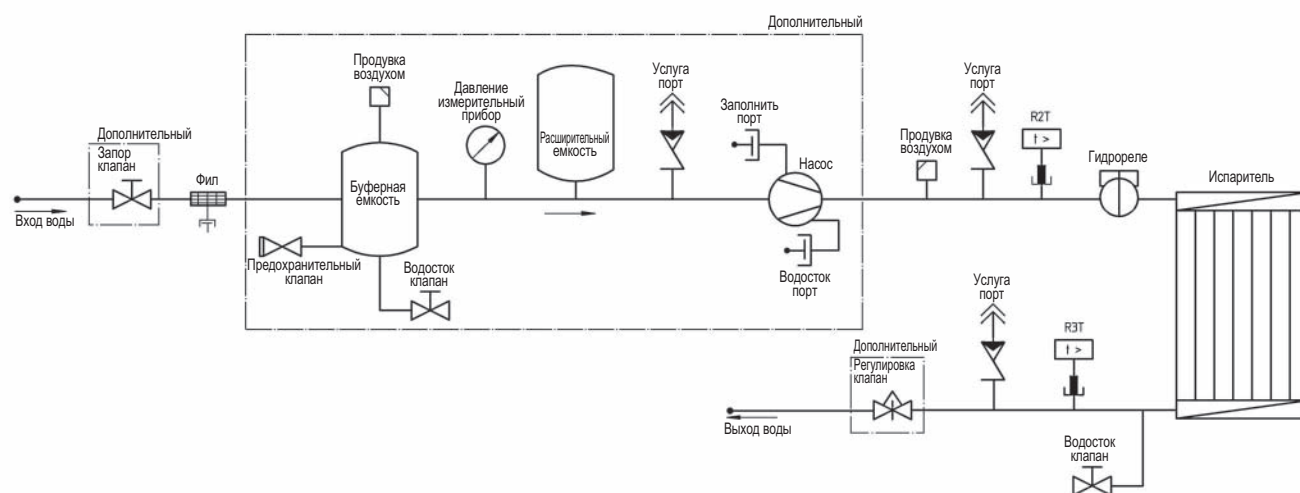 Дополнительный
Продувка
воздухом
Давление
измерительный
прибор
Расширительный
емкость
Услуга
порт
Заполнить
порт
Насос
Продувка
воздухом
Услуга
порт
R2T
t >
Гидрореле
Испаритель
Дополнительный
Запор
клапан
Фил
Вход воды
Буферная
емкость
Предохранительный
клапан
Водосток
клапан
Водосток
порт
Услуга
порт
R3T
t >
Дополнительный
Регулировка
клапан
Выход воды
Водосток
клапан